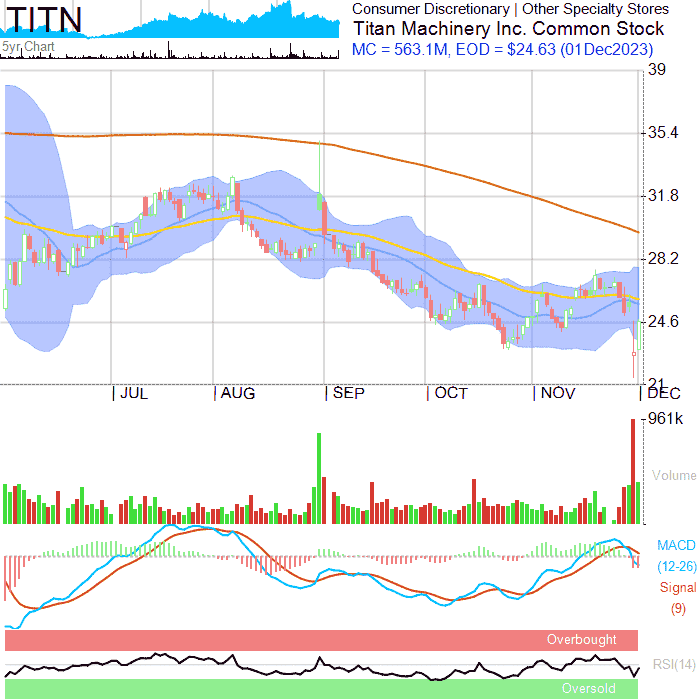 TITN
5yr Chart
Consumer Discretionary | Other Specialty Stores
Titan Machinery Inc. Common Stock
MC = 563.1M, EOD = $24.63 (01Dec2023)
39
35.4
31.8
28.2
24.6
21
JUL AUG SEP OCT NOV DEC
961k
Volume
MACD
(12-26)
Signal
(9)
Overbought
RSI(14)
Oversold